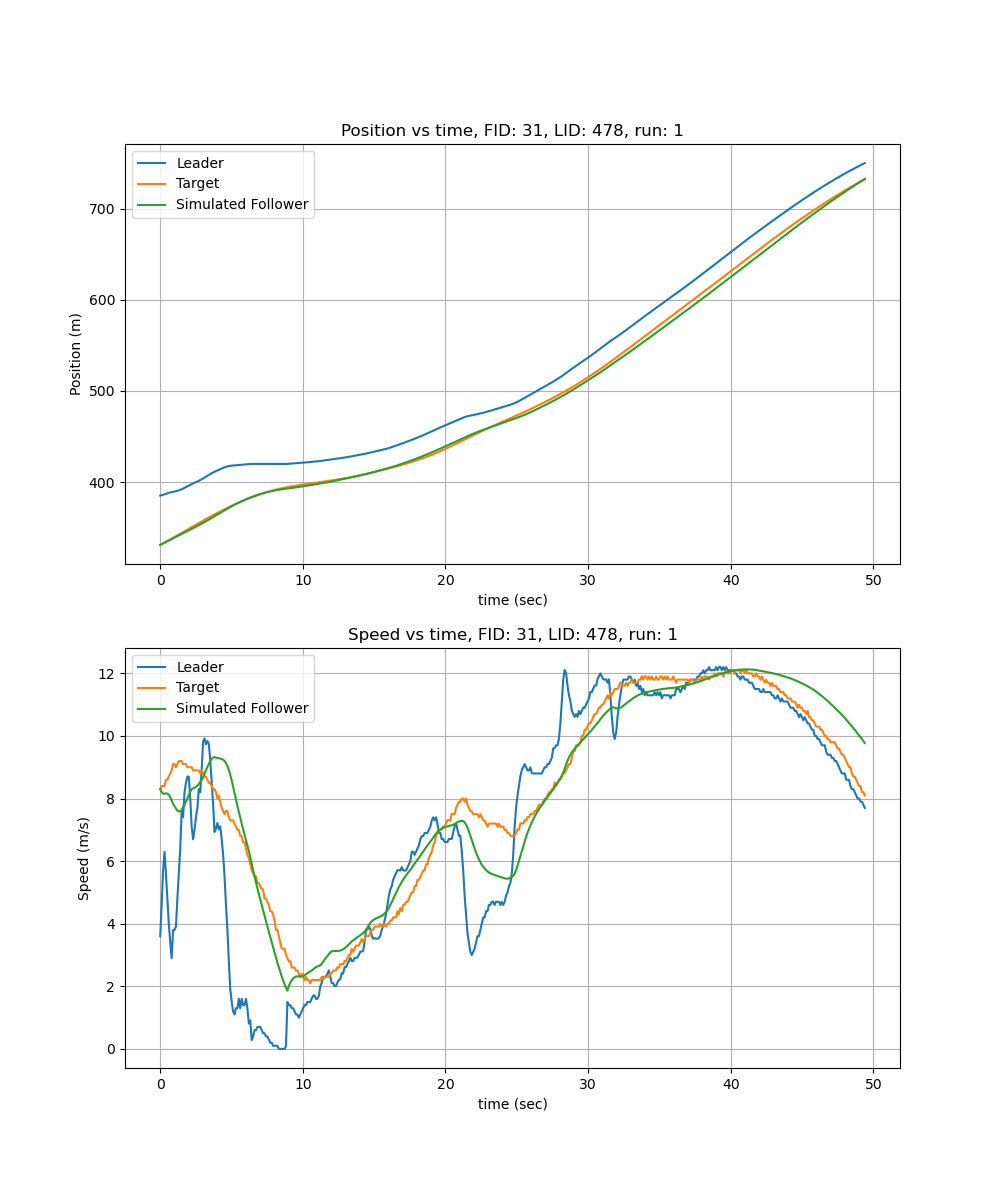 Position vs time, FID: 31, LID: 478, run: 1
Leader
Target
Simulated Follower
700
600
500
400
Position (m)
0 10 20 30 40 50
time (sec)
Speed vs time, FID: 31, LID: 478, run: 1
Leader
Target
Simulated Follower
12
10
8
6
4
2
0
Speed (m/s)
0 10 20 30 40 50
time (sec)